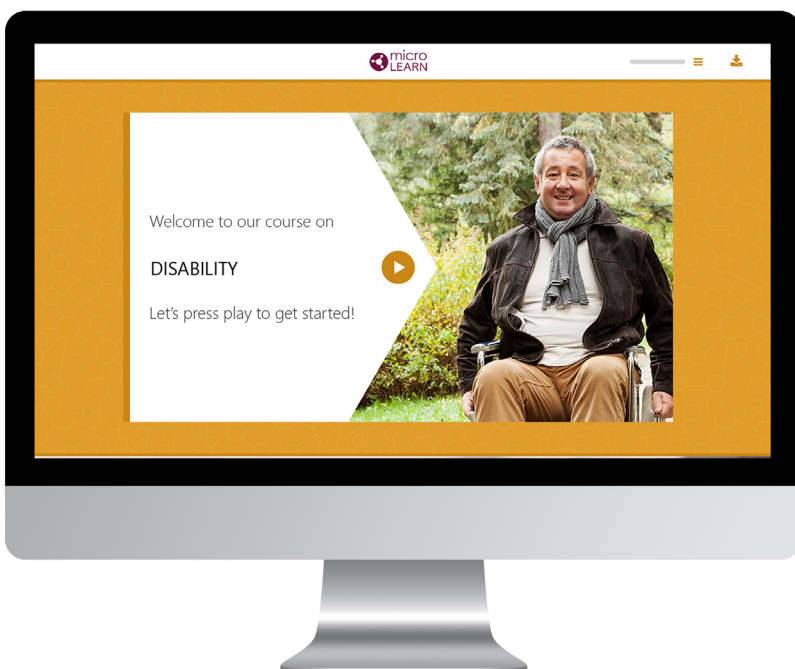 micro
LEARN
Welcome to our course on
DISABILITY
Let's press play to get started!